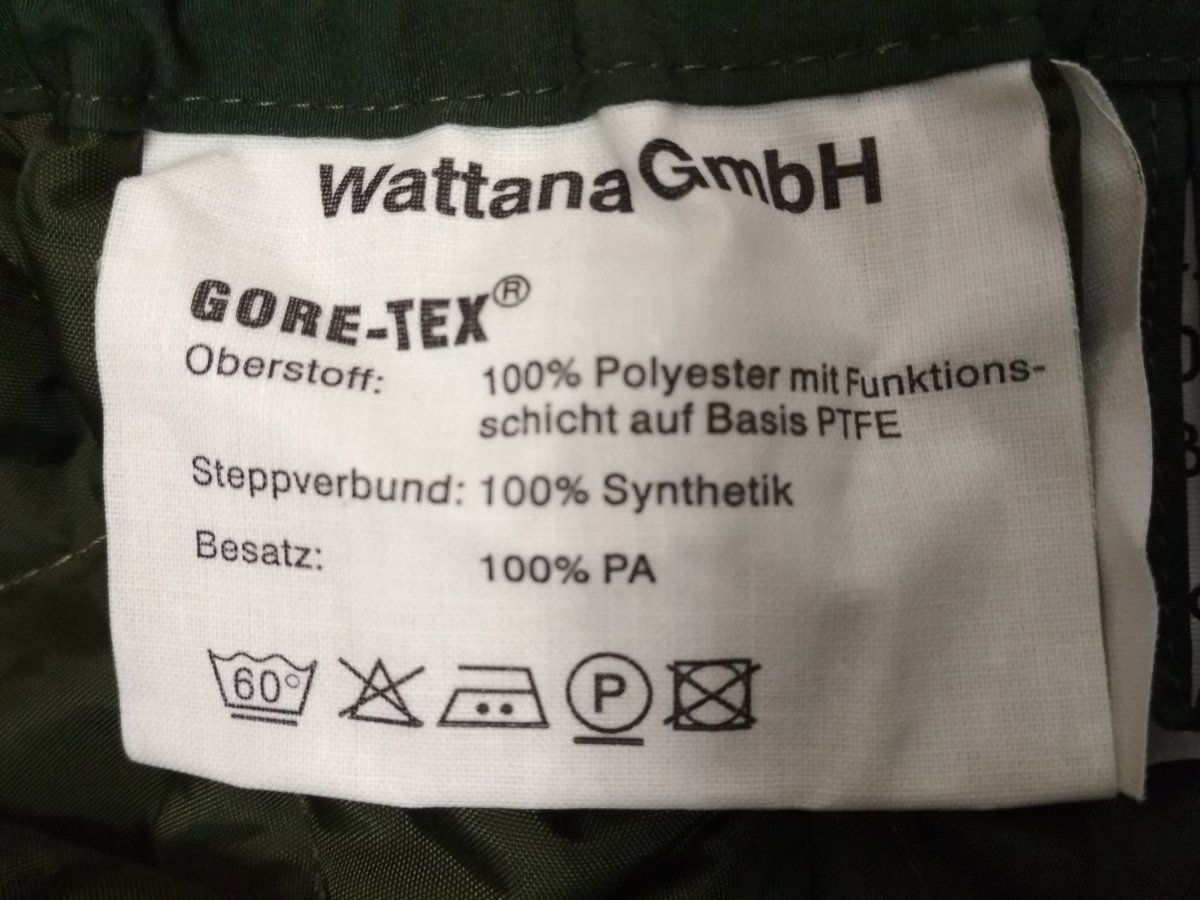 Wattana GmbH
GORE-TEX®
Oberstoff: 100% Polyester mit Funktions-
schicht auf Basis PTFE
Steppverbund: 100% Synthetik
Besatz: 100% PA
60° P